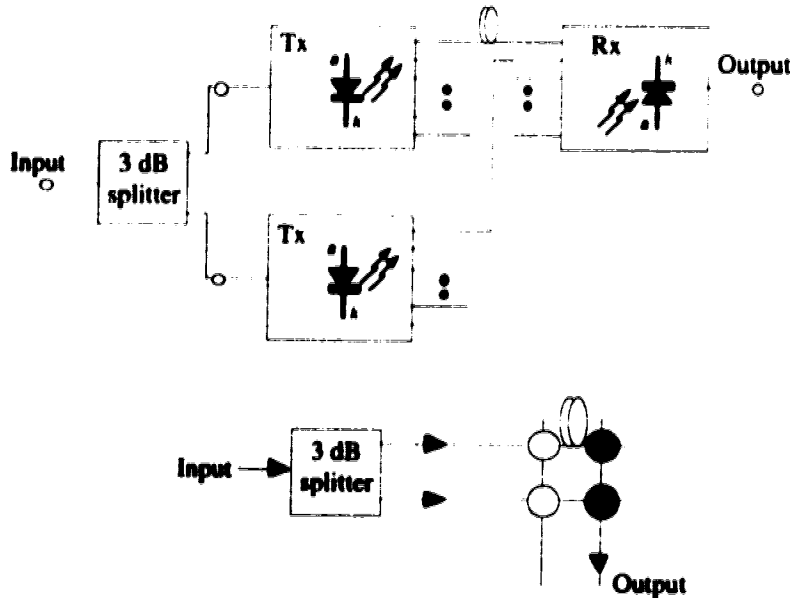 Tx
a
k
Rx
k
a
Output
Input
3 dB
splitter
Tx
a
k
Input
3 dB
splitter
Output